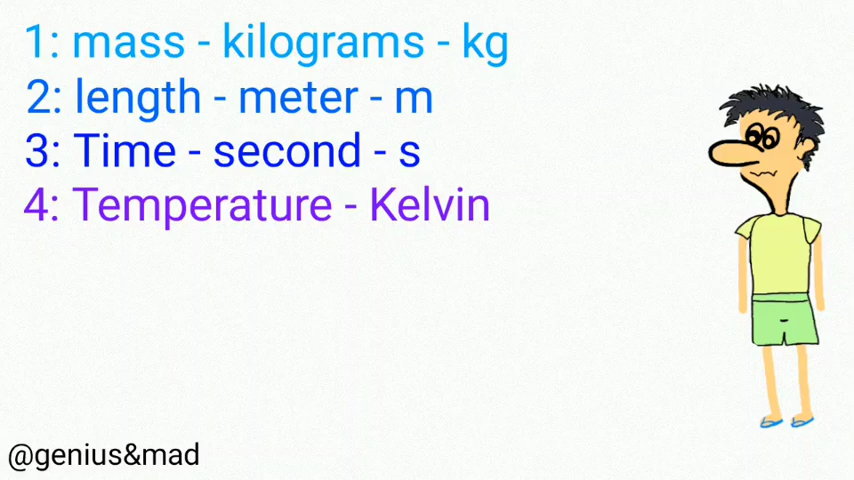 1: mass - kilograms - kg
2: length - meter - m
3: Time - second - s
4: Temperature - Kelvin
@genius&mad